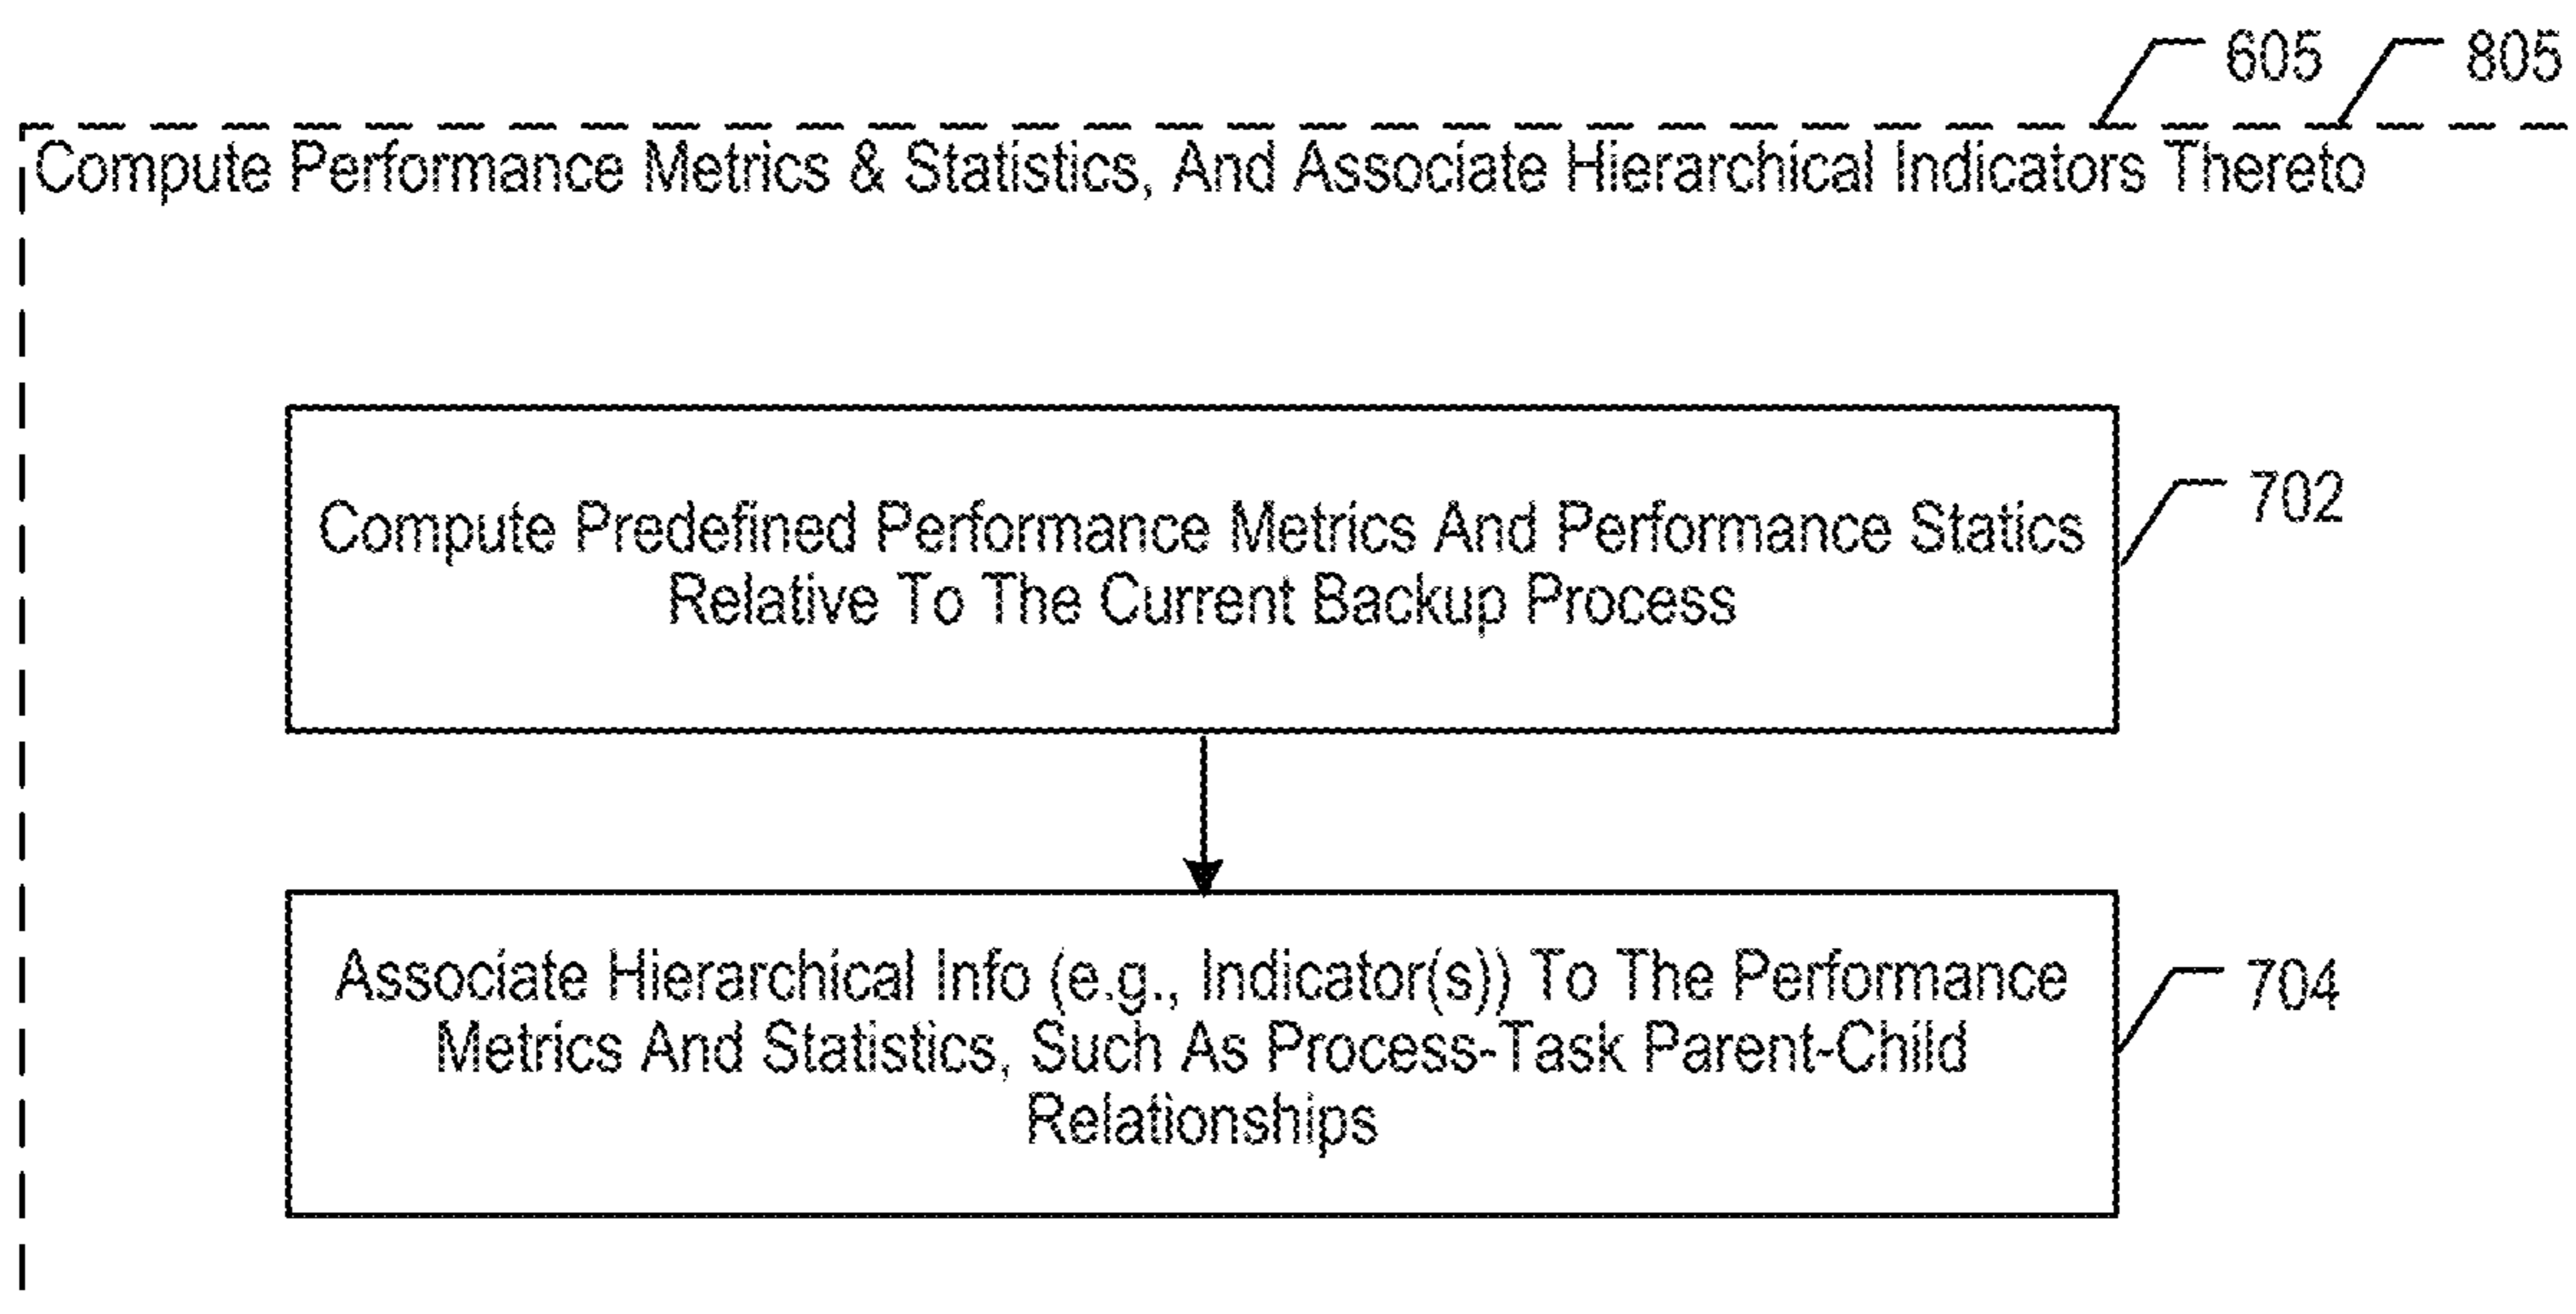 605 805
Compute Performance Metrics & Statistics, And Associate Hierarchical Indicators Thereto
Compute Predefined Performance Metrics And Performance Statics
Relative To The Current Backup Process
702
Associate Hierarchical Info (e.g., Indicator(s)) To The Performance
Metrics And Statistics, Such As Process-Task Parent-Child
Relationships
704